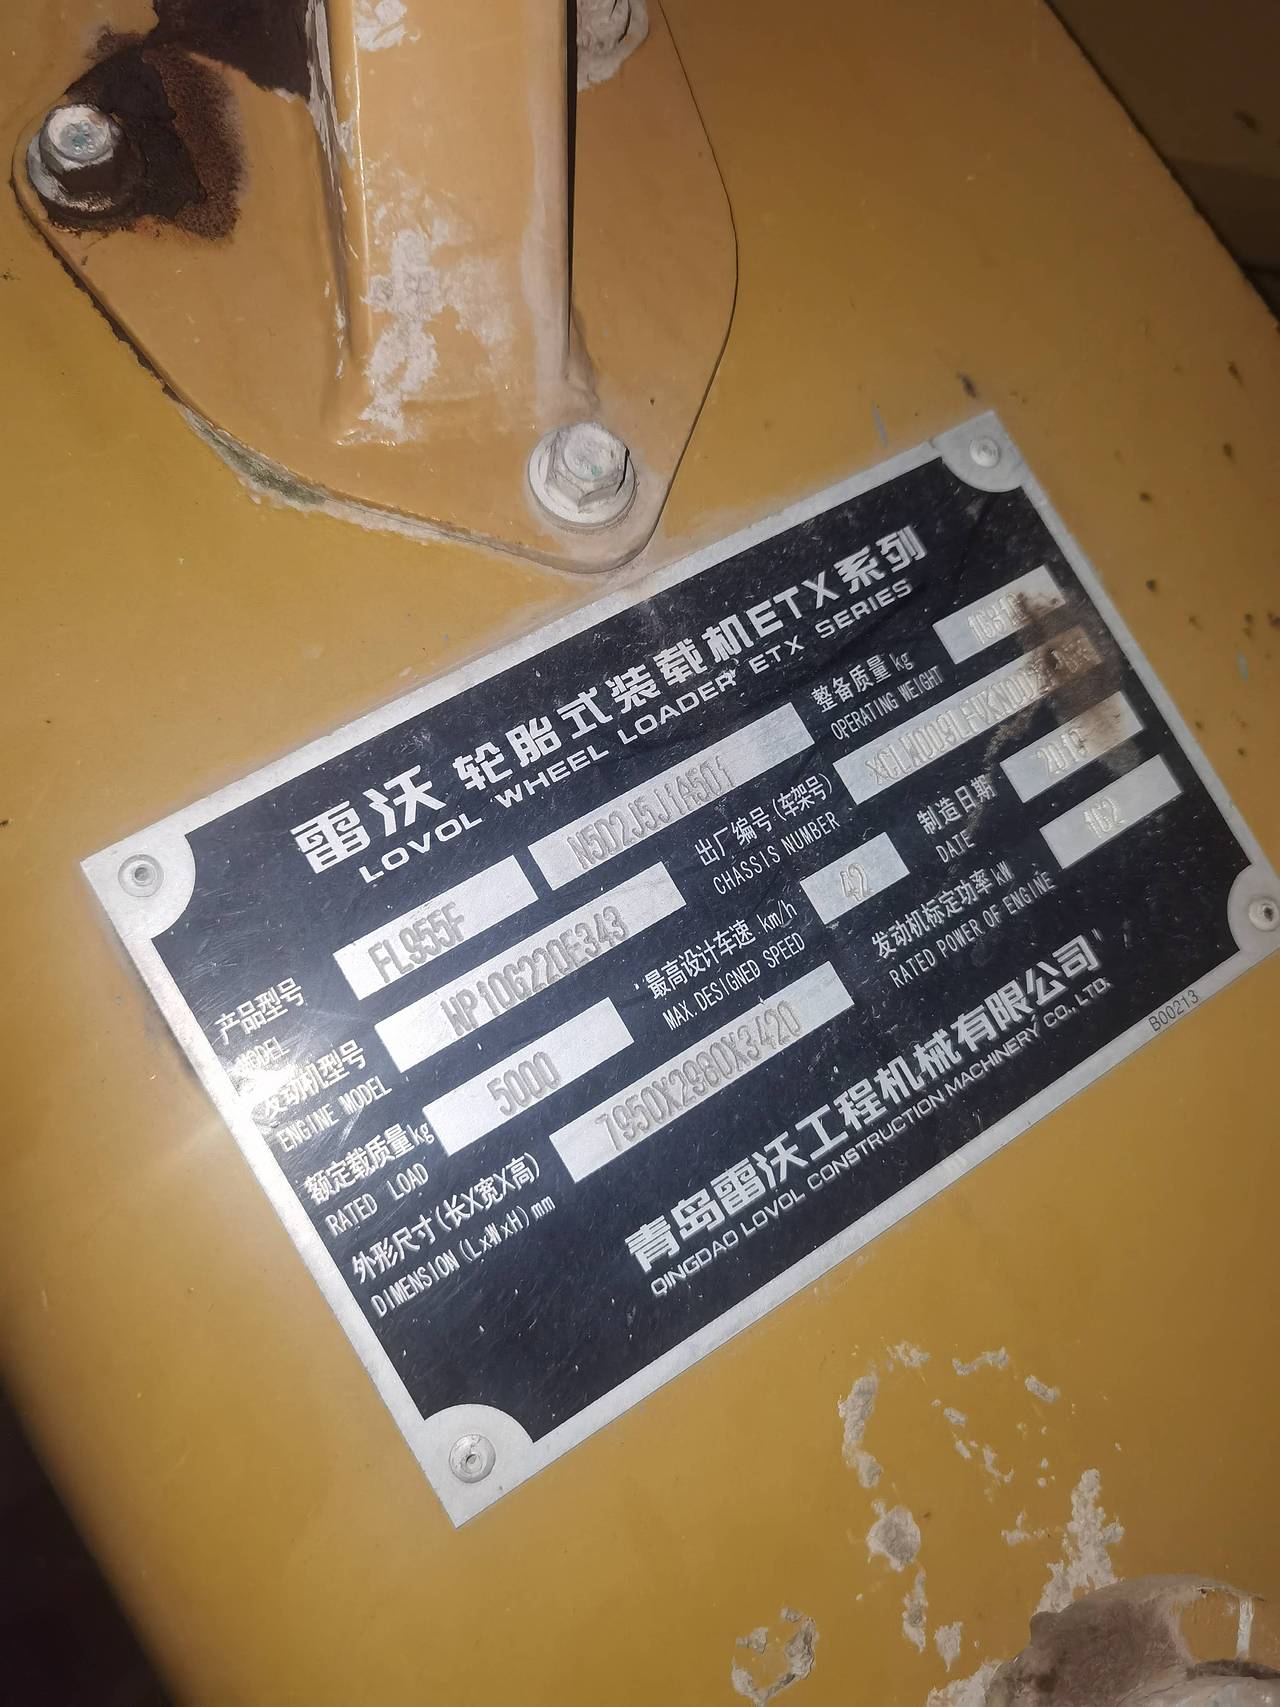 雷沃 轮胎式装载机ETX系列
LOVOL WHEEL LOADER ETX SERIES
产品型号
MODEL
FL955F
N502J5J1A501
整备质量 kg
OPERATING WEIGHT
发动机型号
ENGINE MODEL
WP10G220E343
出厂编号(车架号)
CHASSIS NUMBER
额定载质量kg
RATED LOAD
5000
最高设计车速 km/h
MAX.DESIGNED SPEED
42
制造日期
DATE
外形尺寸(长X宽X高)
DIMENSION(LxWxH)mm
7950X2980X3420
发动机标定功率kW
RATED POWER OF ENGINE
162
青岛雷沃工程机械有限公司
QINGDAO LOVOL CONSTRUCTION MACHINERY CO., LTD.
B00213